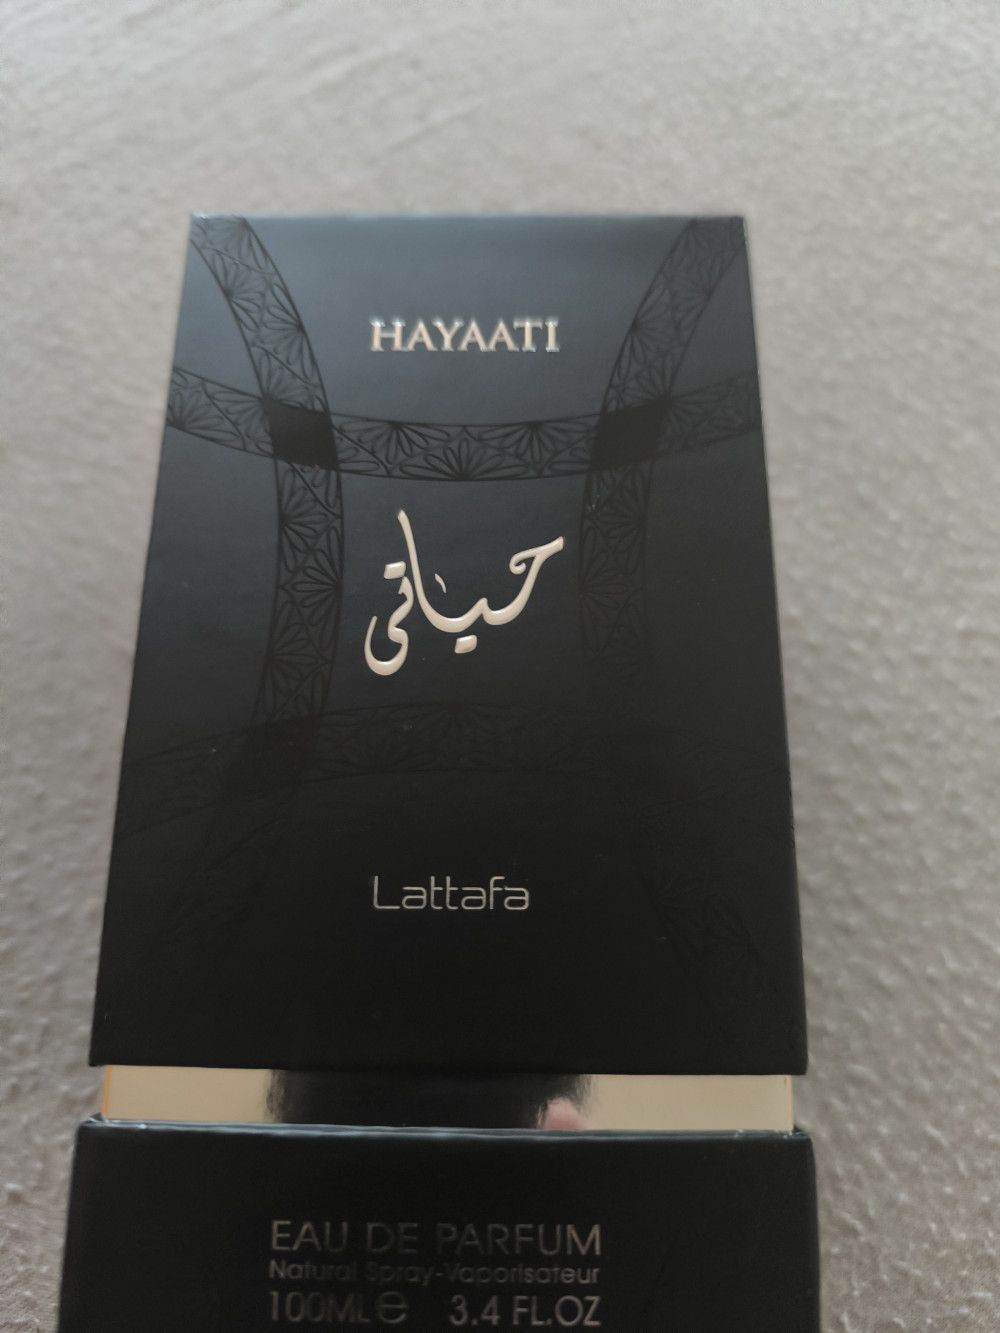 HAYAATI
حياتي
Lattafa
EAU DE PARFUM
Natural Spray-Vaporisateur
100ML e 3.4 FL.OZ